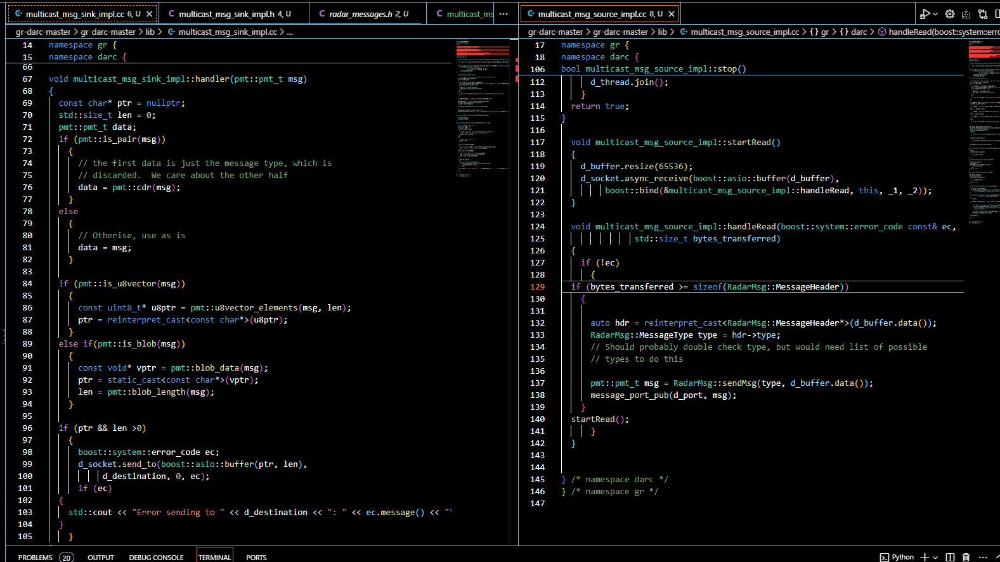 multicast_msg_sink_impl.cc 6, U
multicast_msg_sink_impl.h 4, U
radar_messages.h 2, U
multicast_ms
gr-darc-master > gr-darc-master > lib > multicast_msg_sink_impl.cc > ...
14 namespace gr {
15 namespace darc {
66
67 void multicast_msg_sink_impl::handler(pmt::pmt_t msg)
68 {
69 const char* ptr = nullptr;
70 std::size_t len = 0;
71 pmt::pmt_t data;
72 if (pmt::is_pair(msg))
73 {
74 // the first data is just the message type, which is
75 // discarded.  We care about the other half
76 data = pmt::cdr(msg);
77 }
78 else
79 {
80 // Otherise, use as is
81 data = msg;
82 }
83
84 if (pmt::is_u8vector(msg))
85 {
86 const uint8_t* u8ptr = pmt::u8vector_elements(msg, len);
87 ptr = reinterpret_cast<const char*>(u8ptr);
88 }
89 else if(pmt::is_blob(msg))
90 {
91 const void* vptr = pmt::blob_data(msg);
92 ptr = static_cast<const char*>(vptr);
93 len = pmt::blob_length(msg);
94 }
95
96 if (ptr && len >0)
97 {
98 boost::system::error_code ec;
99 d_socket.send_to(boost::asio::buffer(ptr, len),
100 d_destination, 0, ec);
101 if (ec)
102 {
103 std::cout << "Error sending to " << d_destination << ": " << ec.message() << "\
104 }
105 }
multicast_msg_source_impl.cc 8, U
gr-darc-master > gr-darc-master > lib > multicast_msg_source_impl.cc > {} gr > {} darc > handleRead(boost::system::erro
17 namespace gr {
18 namespace darc {
106 bool multicast_msg_source_impl::stop()
112 d_thread.join();
113 }
114 return true;
115 }
116
117 void multicast_msg_source_impl::startRead()
118 {
119 d_buffer.resize(65536);
120 d_socket.async_receive(boost::asio::buffer(d_buffer),
121 boost::bind(&multicast_msg_source_impl::handleRead, this, _1, _2));
122 }
123
124 void multicast_msg_source_impl::handleRead(boost::system::error_code const& ec,
125 std::size_t bytes_transferred)
126 {
127 if (!ec)
128 {
129 if (bytes_transferred >= sizeof(RadarMsg::MessageHeader))
130 {
131
132 auto hdr = reinterpret_cast<RadarMsg::MessageHeader*>(d_buffer.data());
133 RadarMsg::MessageType type = hdr->type;
134 // Should probably double check type, but would need list of possible
135 // types to do this
136
137 pmt::pmt_t msg = RadarMsg::sendMsg(type, d_buffer.data());
138 message_port_pub(d_port, msg);
139 }
140 startRead();
141 }
142 }
143
144
145 } /* namespace darc */
146 } /* namespace gr */
147
PROBLEMS 20 OUTPUT DEBUG CONSOLE TERMINAL PORTS
Python